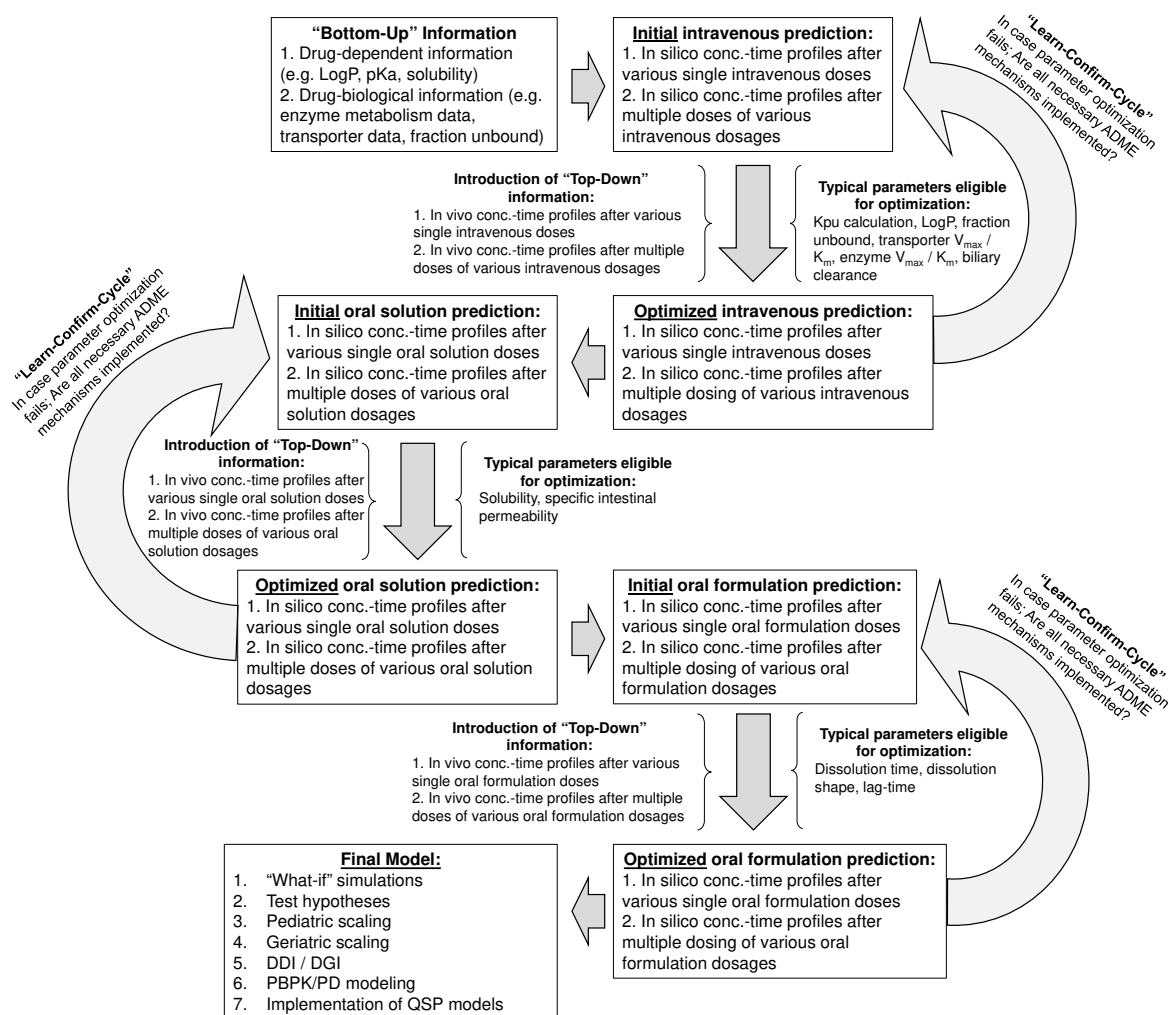 “Bottom-Up” Information
1. Drug-dependent information
(e.g. LogP, pKa, solubility)
2. Drug-biological information (e.g.
enzyme metabolism data,
transporter data, fraction unbound)
Initial intravenous prediction:
1. In silico conc.-time profiles after
various single intravenous doses
2. In silico conc.-time profiles after
multiple doses of various
intravenous dosages
“Learn-Confirm-Cycle”
In case parameter optimization
fails; Are all necessary ADME
mechanisms implemented?
Introduction of “Top-Down”
information:
1. In vivo conc.-time profiles after various
single intravenous doses
2. In vivo conc.-time profiles after multiple
doses of various intravenous dosages
Typical parameters eligible
for optimization:
Kpu calculation, LogP, fraction
unbound, transporter Vmax /
Km, enzyme Vmax / Km, biliary
clearance
“Learn-Confirm-Cycle”
In case parameter optimization
fails; Are all necessary ADME
mechanisms implemented?
Initial oral solution prediction:
1. In silico conc.-time profiles after
various single oral solution doses
2. In silico conc.-time profiles after
multiple doses of various oral
solution dosages
Optimized intravenous prediction:
1. In silico conc.-time profiles after
various single intravenous doses
2. In silico conc.-time profiles after
multiple dosing of various intravenous
dosages
Introduction of “Top-Down”
information:
1. In vivo conc.-time profiles after
various single oral solution doses
2. In vivo conc.-time profiles after
multiple doses of various oral
solution dosages
Typical parameters eligible
for optimization:
Solubility, specific intestinal
permeability
Optimized oral solution prediction:
1. In silico conc.-time profiles after
various single oral solution doses
2. In silico conc.-time profiles after
multiple doses of various oral solution
dosages
Initial oral formulation prediction:
1. In silico conc.-time profiles after
various single oral formulation doses
2. In silico conc.-time profiles after
multiple dosing of various oral
formulation dosages
“Learn-Confirm-Cycle”
In case parameter optimization
fails; Are all necessary ADME
mechanisms implemented?
Introduction of “Top-Down”
information:
1. In vivo conc.-time profiles after various
single oral formulation doses
2. In vivo conc.-time profiles after multiple
doses of various oral formulation dosages
Typical parameters eligible
for optimization:
Dissolution time, dissolution
shape, lag-time
Final Model:
1. “What-if” simulations
2. Test hypotheses
3. Pediatric scaling
4. Geriatric scaling
5. DDI / DGI
6. PBPK/PD modeling
7. Implementation of QSP models
Optimized oral formulation prediction:
1. In silico conc.-time profiles after
various single oral formulation doses
2. In silico conc.-time profiles after
multiple dosing of various oral
formulation dosages